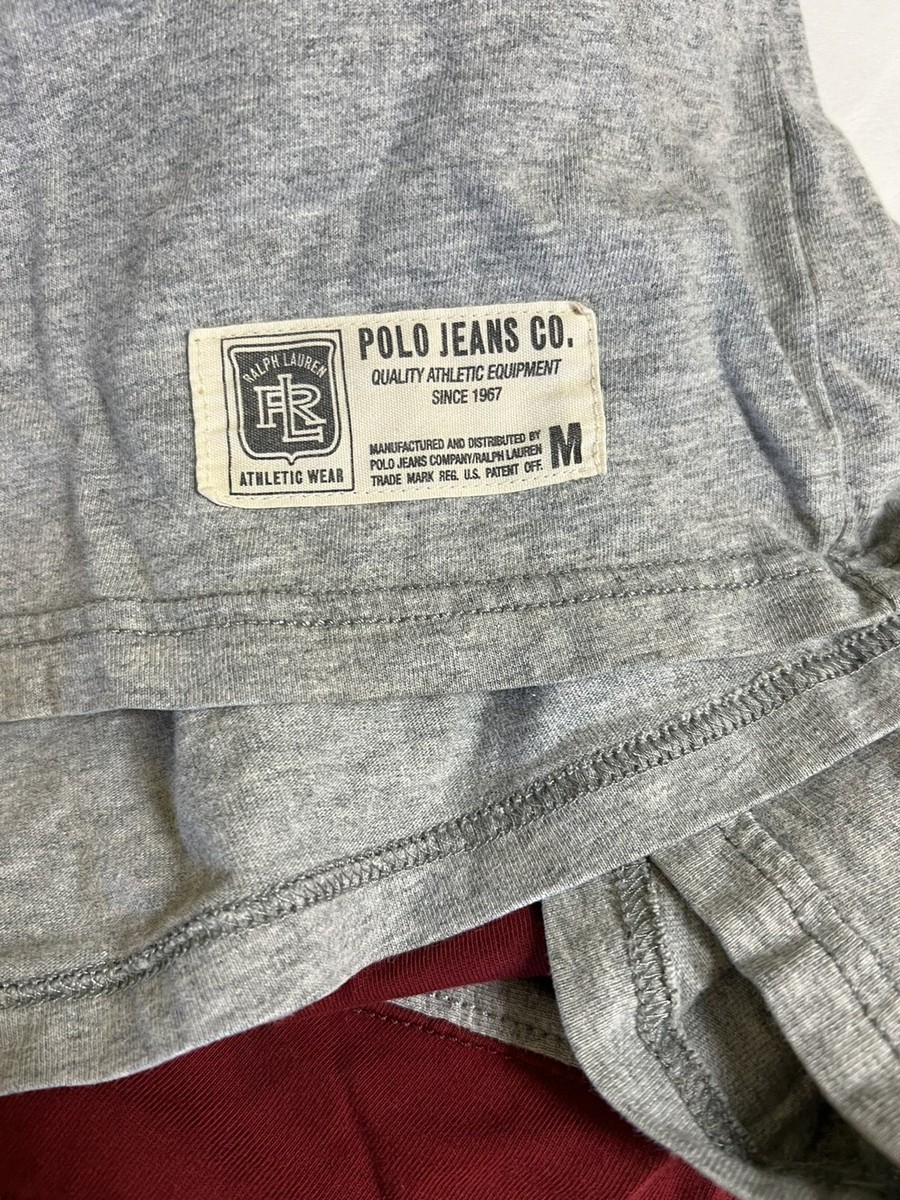 RALPH LAUREN
PRL
ATHLETIC WEAR
POLO JEANS CO.
QUALITY ATHLETIC EQUIPMENT
SINCE 1967
MANUFACTURED AND DISTRIBUTED BY
POLO JEANS COMPANY/RALPH LAUREN
TRADE MARK REG. U.S. PATENT OFF.
M